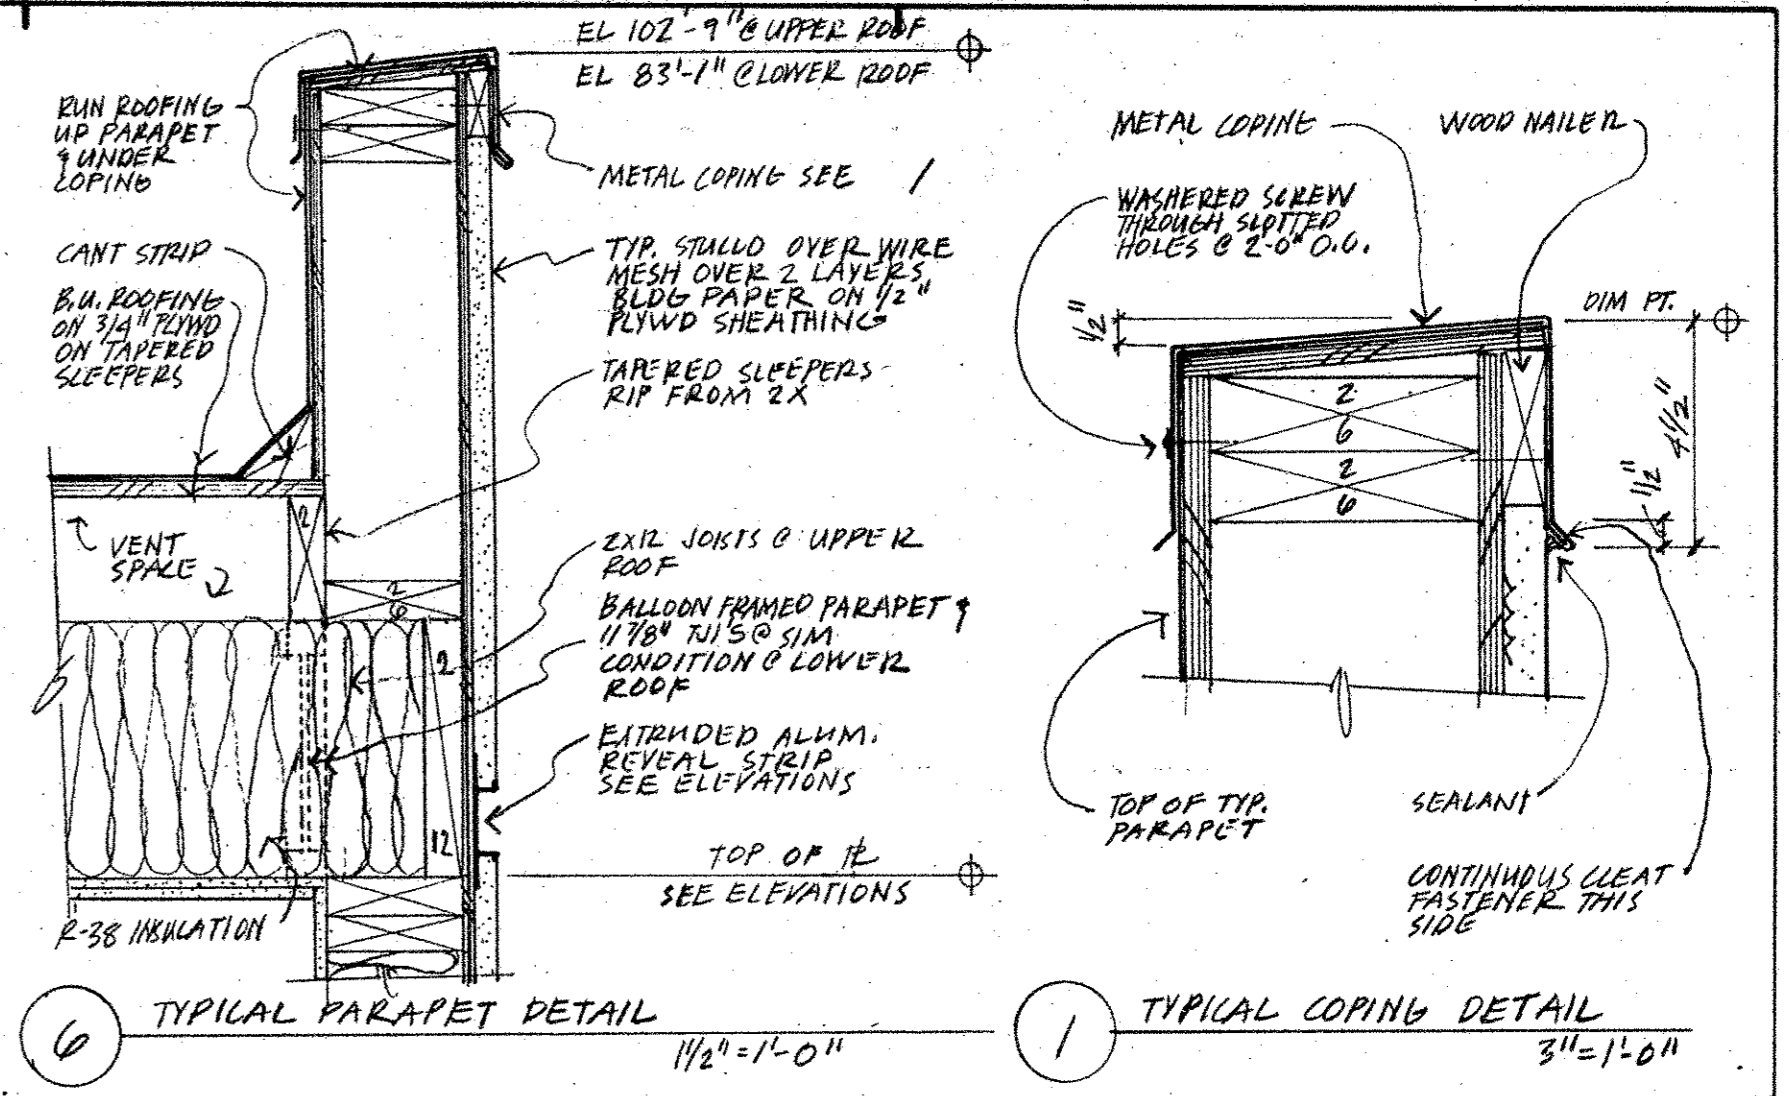 EL 102'-9" @ UPPER ROOF
EL 83'-1" @ LOWER ROOF
RUN ROOFING
UP PARAPET
& UNDER
COPING
METAL COPING SEE 1
CANT STRIP
TYP. STUCCO OVER WIRE
MESH OVER 2 LAYERS
BLDG PAPER ON 1/2"
PLYWD SHEATHING
B.U. ROOFING
ON 3/4" PLYWD
ON TAPERED
SLEEPERS
TAPERED SLEEPERS
RIP FROM 2X
VENT
SPACE
2
2
6
2
12
2X12 JOISTS @ UPPER
ROOF
BALLOON FRAMED PARAPET &
11 7/8" TJI'S @ SIM
CONDITION @ LOWER
ROOF
EXTRUDED ALUM.
REVEAL STRIP
SEE ELEVATIONS
TOP OF PL
SEE ELEVATIONS
R-38 INSULATION
6
TYPICAL PARAPET DETAIL
1 1/2" = 1'-0"
METAL COPING
WOOD NAILER
WASHERED SCREW
THROUGH SLOTTED
HOLES @ 2'-0" O.C.
1/2"
DIM PT.
2
6
2
6
4 1/2"
1/2"
TOP OF TYP.
PARAPET
SEALANT
CONTINUOUS CLEAT
FASTENER THIS
SIDE
1
TYPICAL COPING DETAIL
3" = 1'-0"